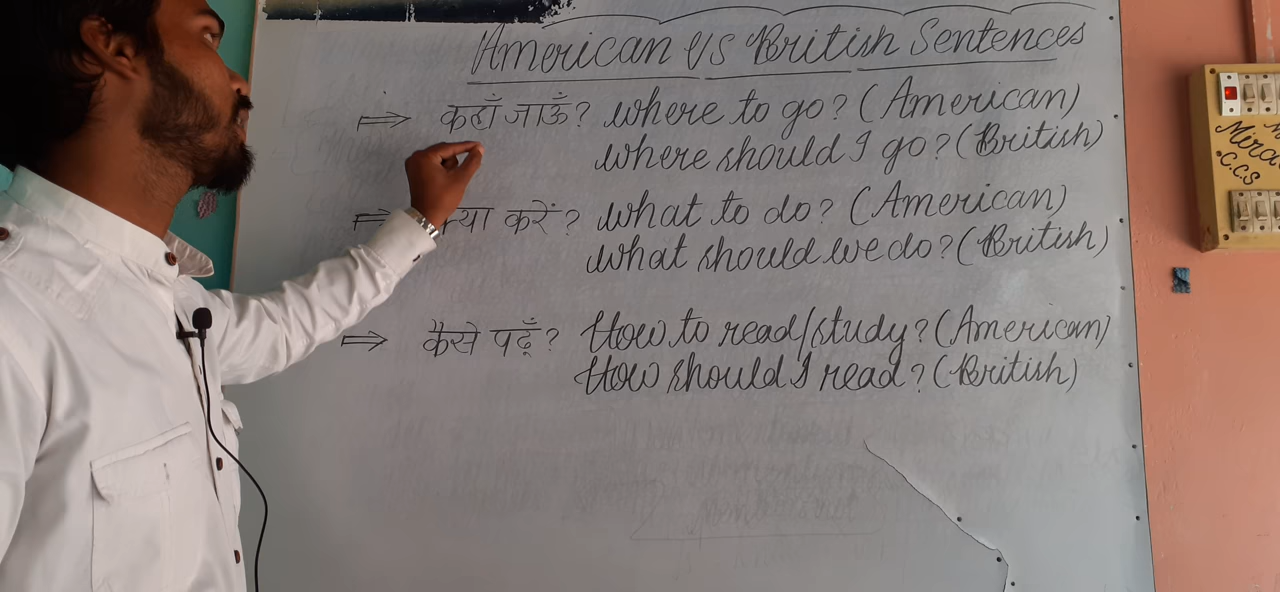 American VS British Sentences
⇒ कहाँ जाऊँ? where to go? (American)
where should I go? (British)
⇒ क्या करें? what to do? (American)
what should we do? (British)
⇒ कैसे पढ़ूँ? How to read/study? (American)
How should I read? (British)
C.C.S